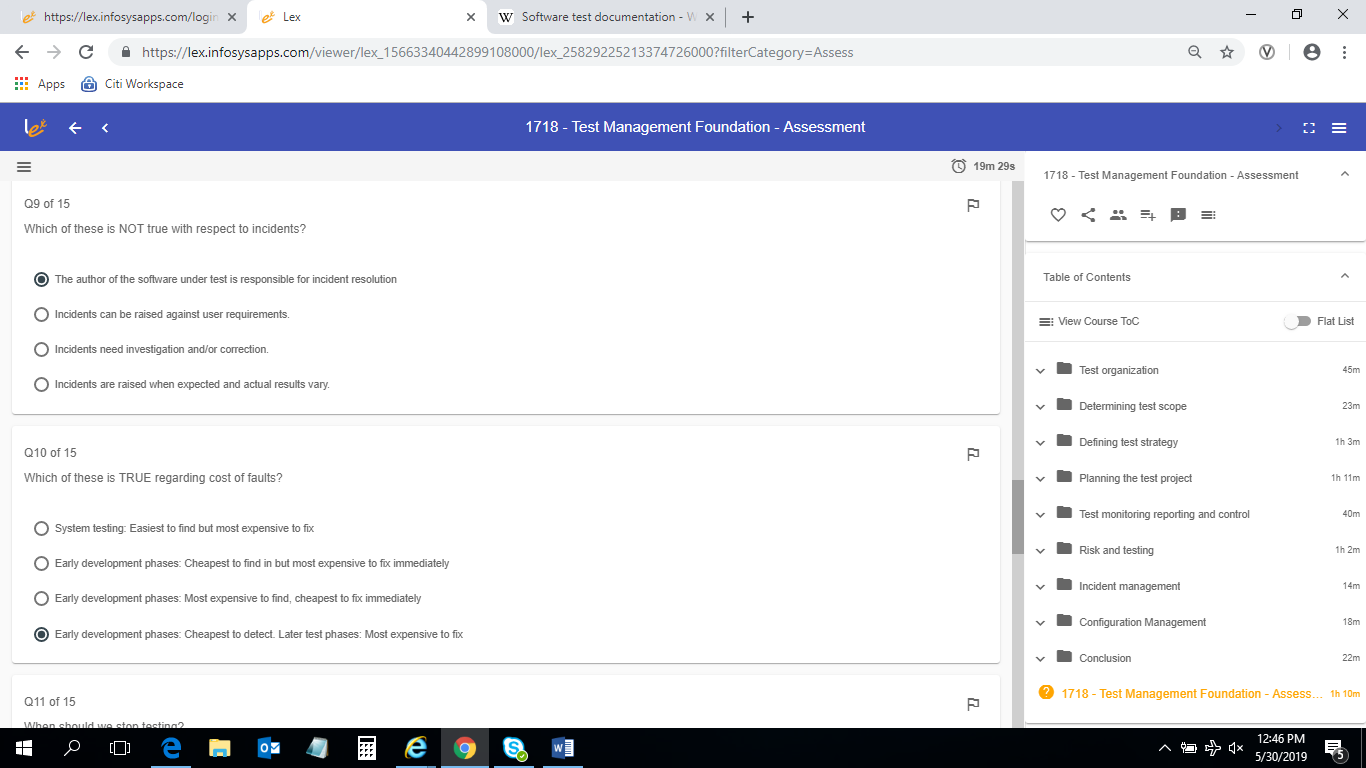 https://lex.infosysapps.com/login
Lex
Software test documentation - W
https://lex.infosysapps.com/viewer/lex_15663340442899108000/lex_25829225213374726000?filterCategory=Assess
Apps
Citi Workspace
Lex
1718 - Test Management Foundation - Assessment
19m 29s
Q9 of 15
Which of these is NOT true with respect to incidents?
The author of the software under test is responsible for incident resolution
Incidents can be raised against user requirements.
Incidents need investigation and/or correction.
Incidents are raised when expected and actual results vary.
Q10 of 15
Which of these is TRUE regarding cost of faults?
System testing: Easiest to find but most expensive to fix
Early development phases: Cheapest to find in but most expensive to fix immediately
Early development phases: Most expensive to find, cheapest to fix immediately
Early development phases: Cheapest to detect. Later test phases: Most expensive to fix
Q11 of 15
When should we stop testing?
1718 - Test Management Foundation - Assessment
Table of Contents
View Course ToC
Flat List
Test organization 45m
Determining test scope 23m
Defining test strategy 1h 3m
Planning the test project 1h 11m
Test monitoring reporting and control 40m
Risk and testing 1h 2m
Incident management 14m
Configuration Management 18m
Conclusion 22m
1718 - Test Management Foundation - Assess... 1h 10m
12:46 PM
5/30/2019
5